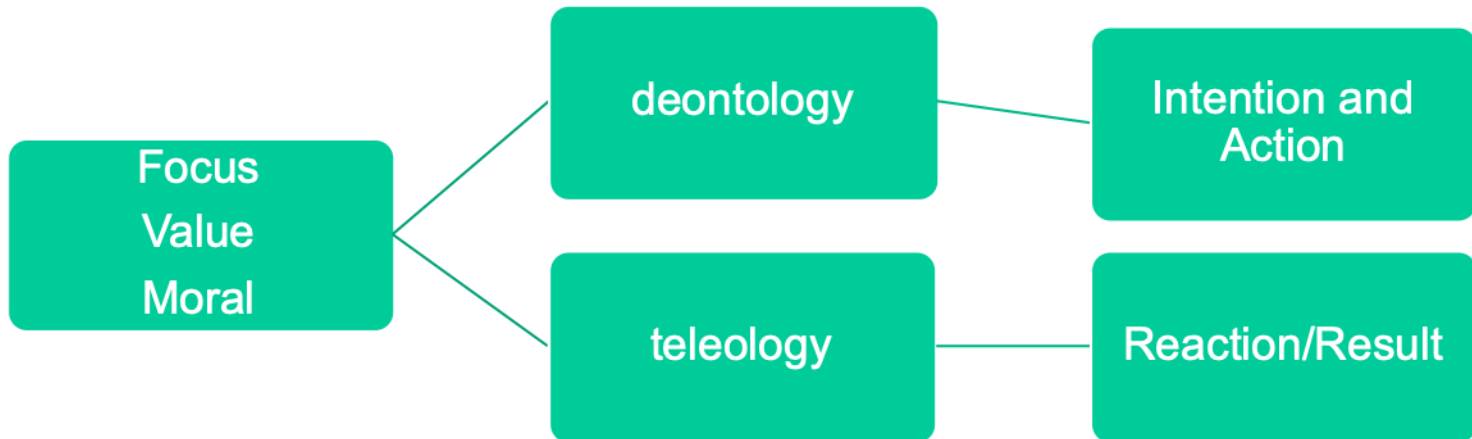 Focus
Value
Moral
deontology
Intention and
Action
teleology
Reaction/Result